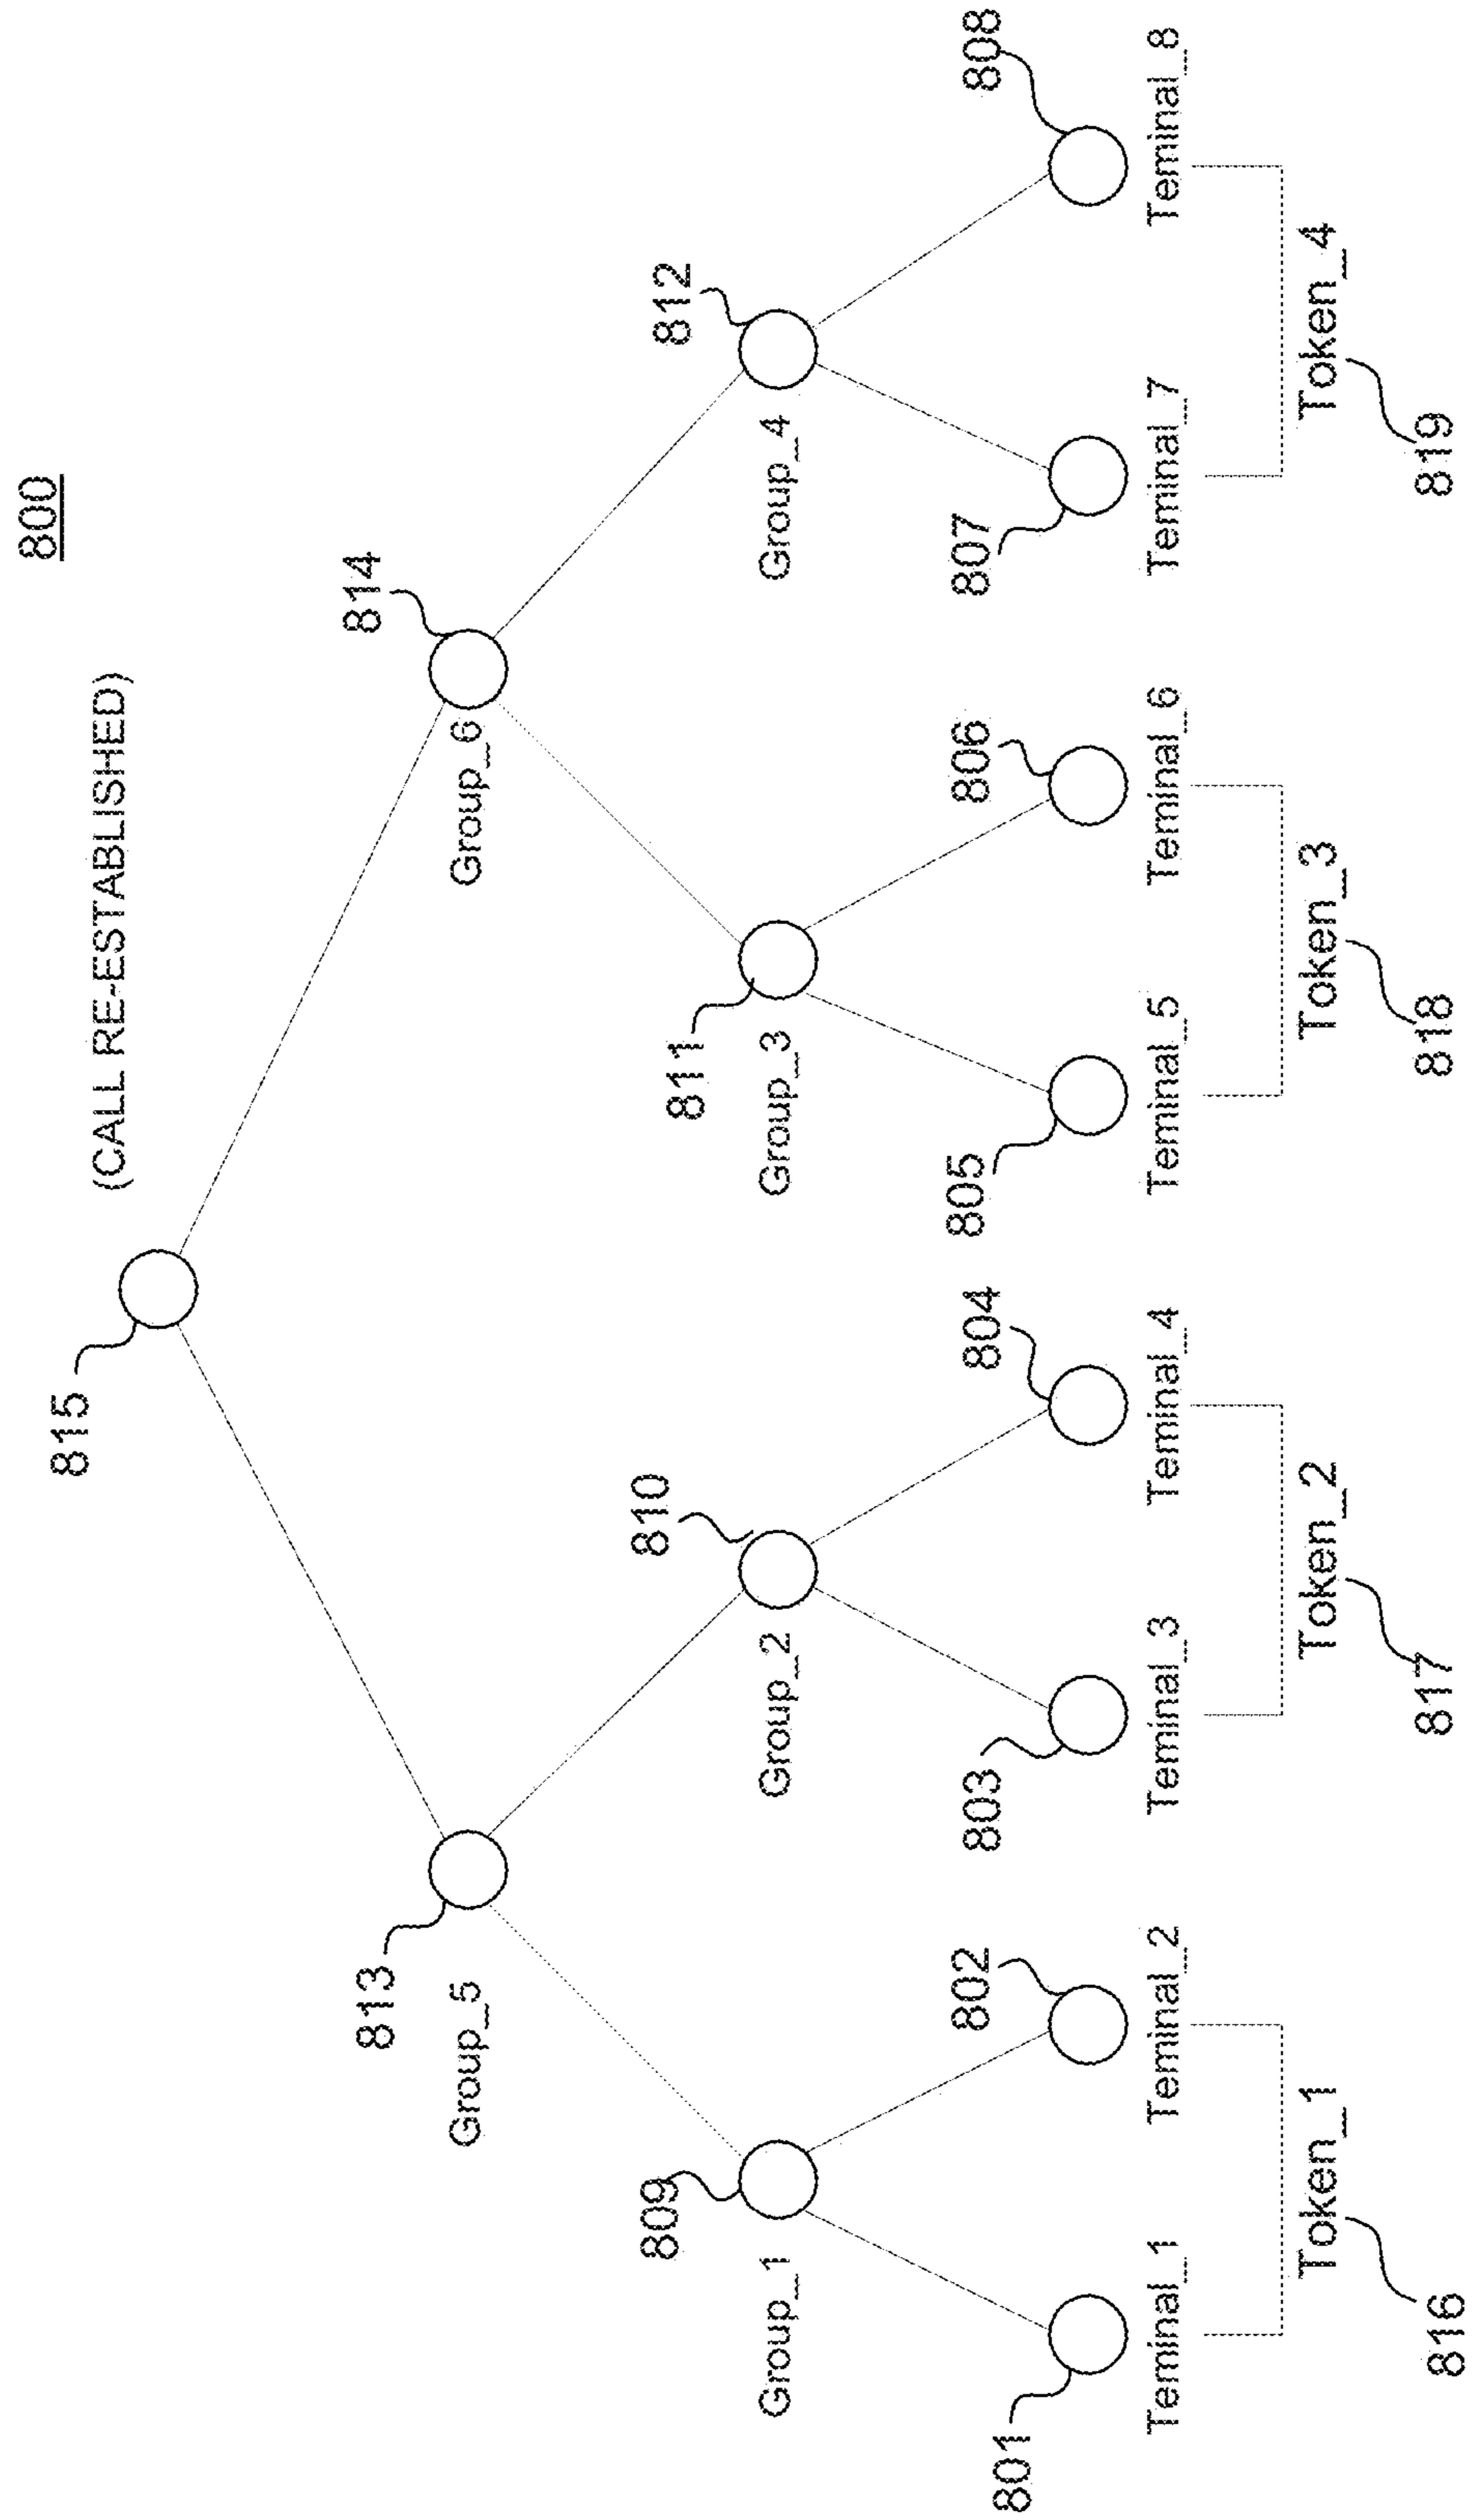 800
(CALL RE-ESTABLISHED)
815
813
Group_5
814
Group_6
809
Group_1
810
Group_2
811
Group_3
812
Group_4
801
802
803
804
805
806
807
808
Teminal_1
Teminal_2
Teminal_3
Teminal_4
Teminal_5
Teminal_6
Teminal_7
Teminal_8
Token_1
Token_2
Token_3
Token_4
816
817
818
819